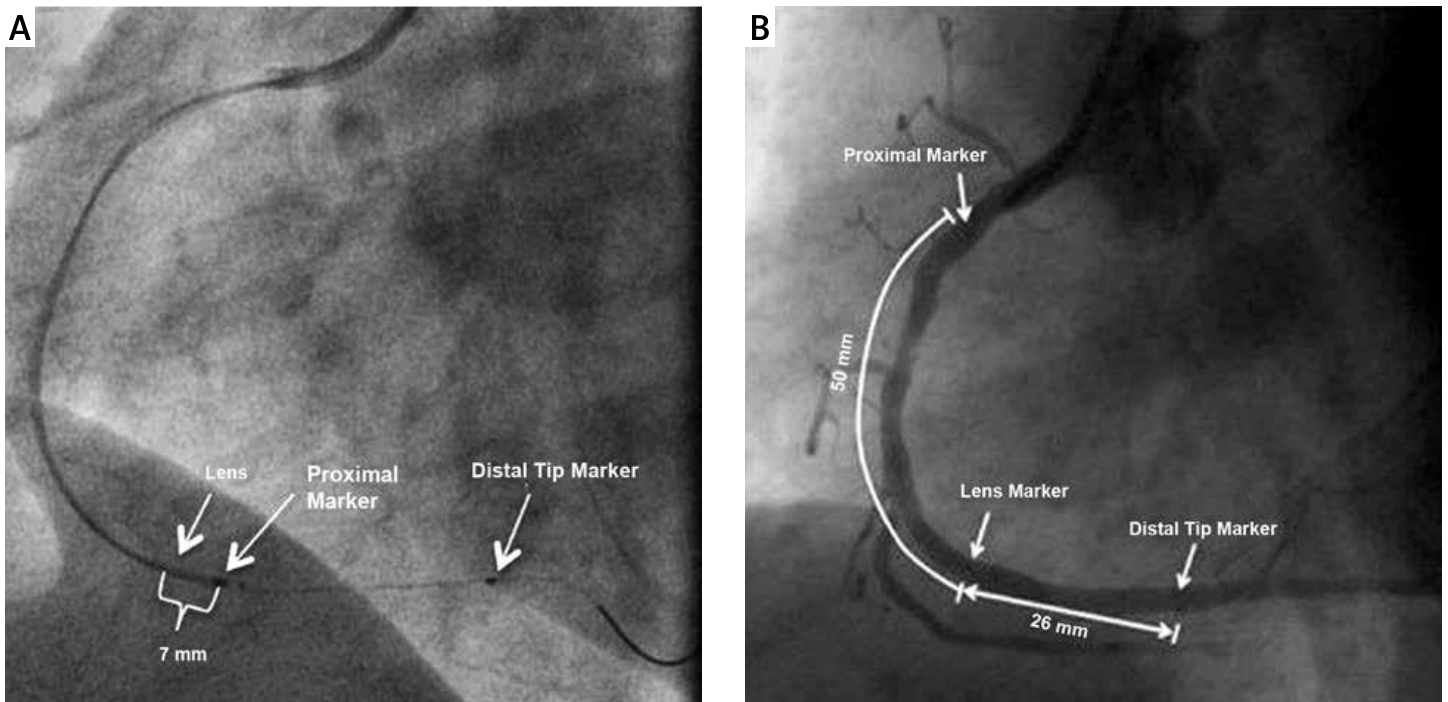 A
Lens
Proximal
Marker
Distal Tip Marker
7 mm
B
Proximal Marker
50 mm
Lens Marker
Distal Tip Marker
26 mm